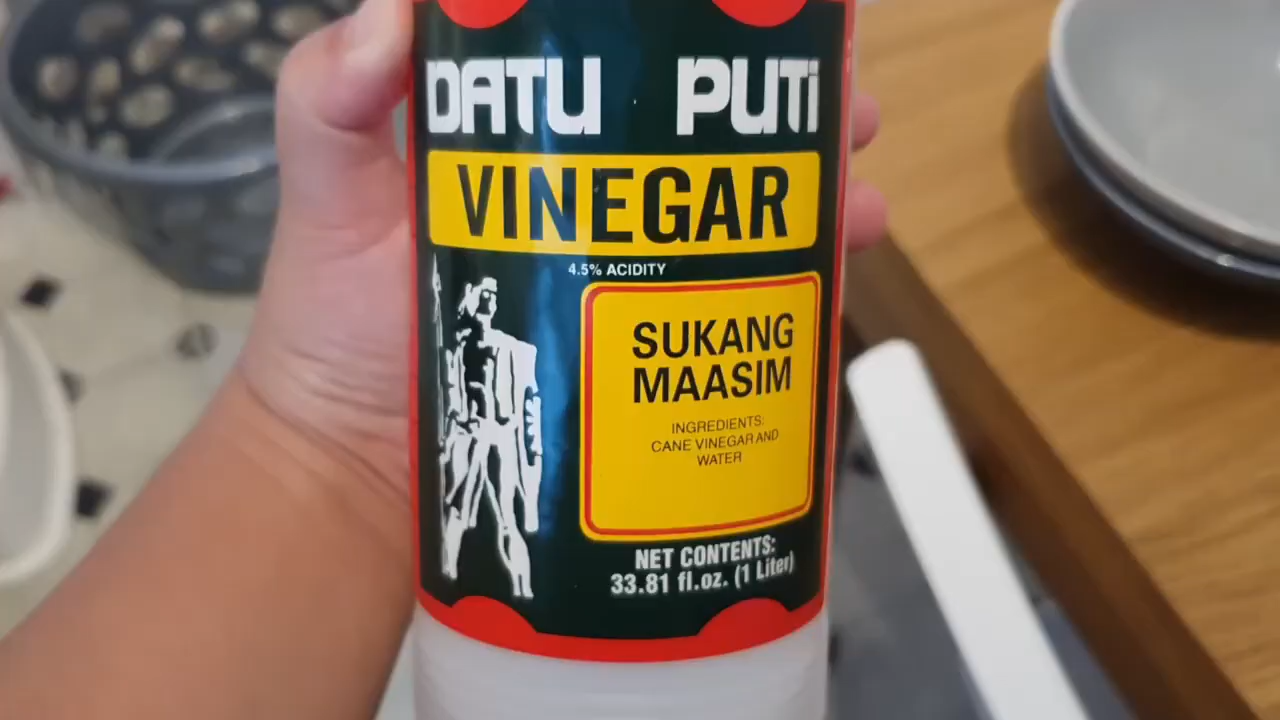 DATU PUTi
VINEGAR
4.5% ACIDITY
SUKANG
MAASIM
INGREDIENTS:
CANE VINEGAR AND
WATER
NET CONTENTS:
33.81 fl.oz. (1 Liter)